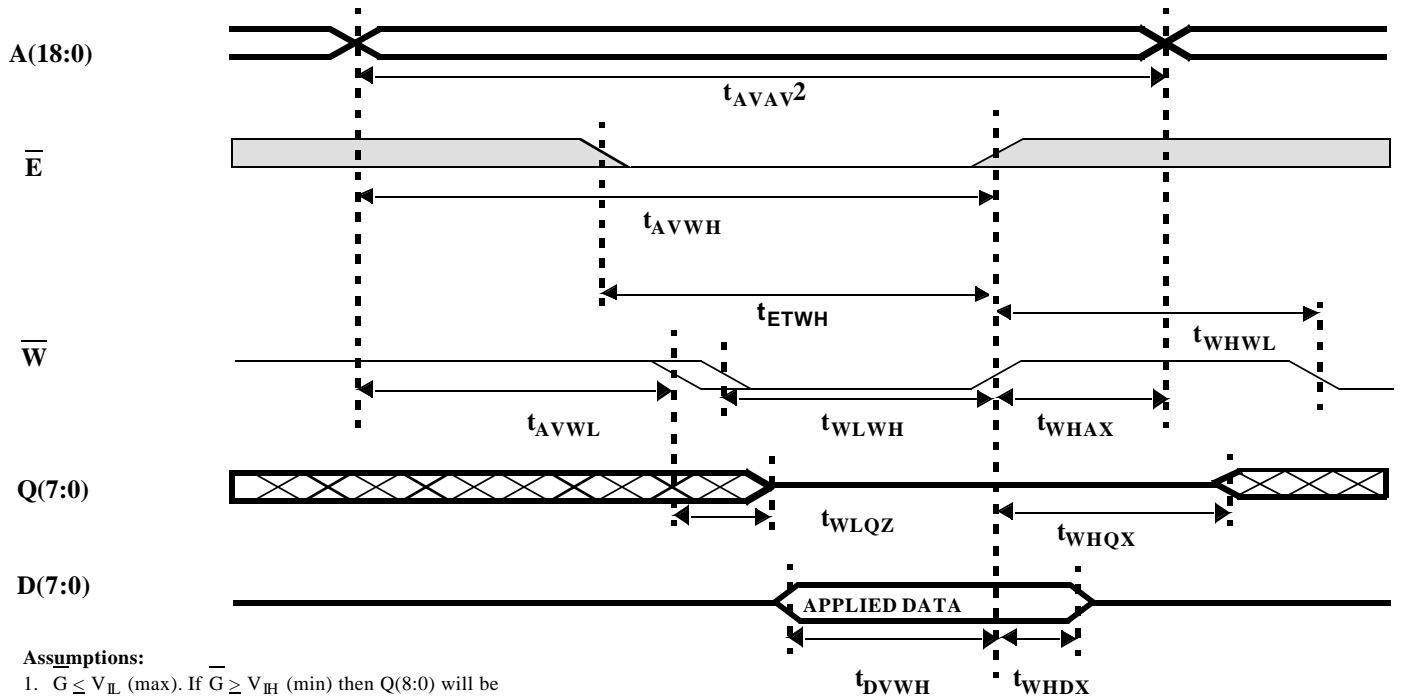 A(18:0)
tAVAV2
E
tAVWH
tETWH
W
tWHWL
tAVWL
tWLWH
tWHAX
Q(7:0)
tWLQZ
tWHQX
D(7:0)
APPLIED DATA
Assumptions:
tDVWH
tWHDX
1. G ≤ VIL (max). If G ≥ VIH (min) then Q(8:0) will be